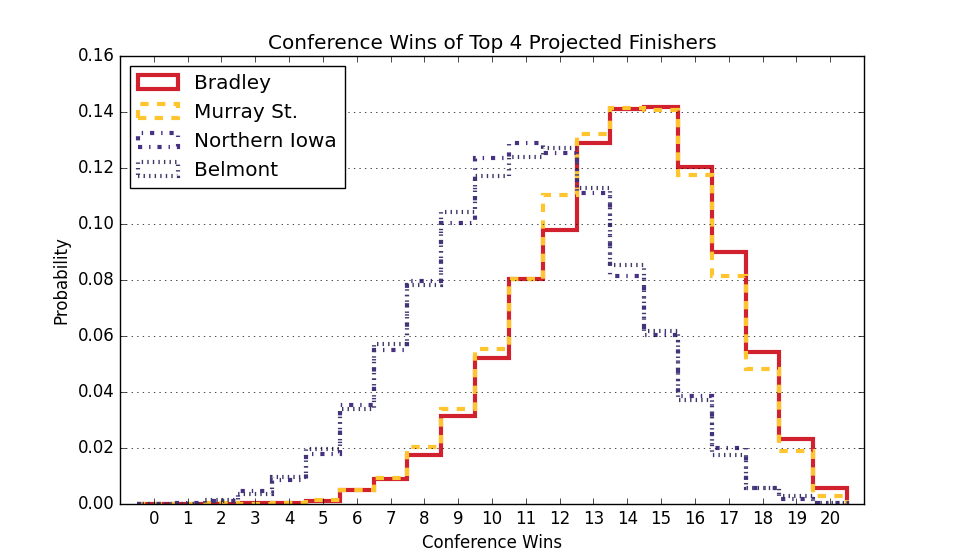 Conference Wins of Top 4 Projected Finishers
0.16
0.14
0.12
0.10
0.08
0.06
0.04
0.02
0.00
Probability
Bradley
Murray St.
Northern Iowa
Belmont
0 1 2 3 4 5 6 7 8 9 10 11 12 13 14 15 16 17 18 19 20
Conference Wins